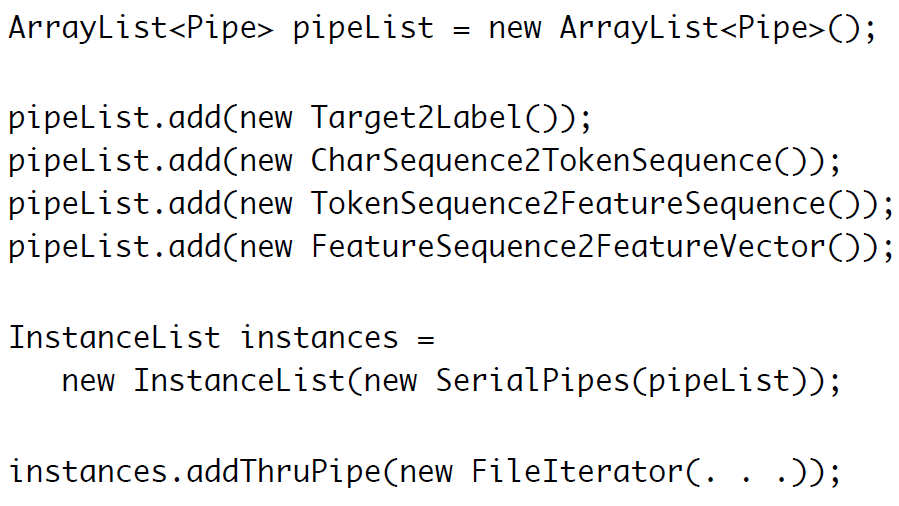 ArrayList<Pipe> pipeList = new ArrayList<Pipe>();
pipeList.add(new Target2Label());
pipeList.add(new CharSequence2TokenSequence());
pipeList.add(new TokenSequence2FeatureSequence());
pipeList.add(new FeatureSequence2FeatureVector());
InstanceList instances =
new InstanceList(new SerialPipes(pipeList));
instances.addThruPipe(new FileIterator(. . .));